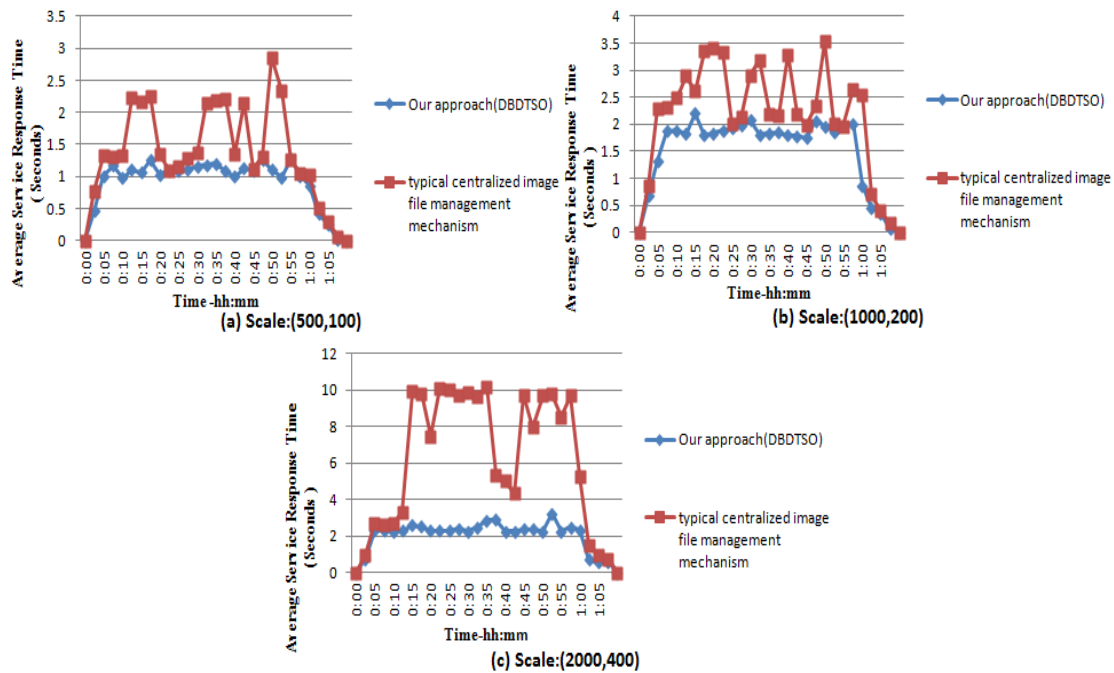 3.5
3
2.5
2
1.5
1
0.5
0
Average Service Response Time
( Seconds )
0:00
0:05
0:10
0:15
0:20
0:25
0:30
0:35
0:40
0:45
0:50
0:55
1:00
1:05
Time -hh:mm
Our approach(DBDTSO)
typical centralized image
file management
mechanism
(a) Scale:(500,100)
4
3.5
3
2.5
2
1.5
1
0.5
0
Average Service Response Time
(Seconds )
0:00
0:05
0:10
0:15
0:20
0:25
0:30
0:35
0:40
0:45
0:50
0:55
1:00
1:05
Time-hh:mm
Our approach(DBDTSO)
typical centralized image
file management
mechanism
(b) Scale:(1000,200)
12
10
8
6
4
2
0
Average Service Response Time
(Seconds )
0:00
0:05
0:10
0:15
0:20
0:25
0:30
0:35
0:40
0:45
0:50
0:55
1:00
1:05
Time-hh:mm
Our approach(DBDTSO)
typical centralized image
file management
mechanism
(c) Scale:(2000,400)